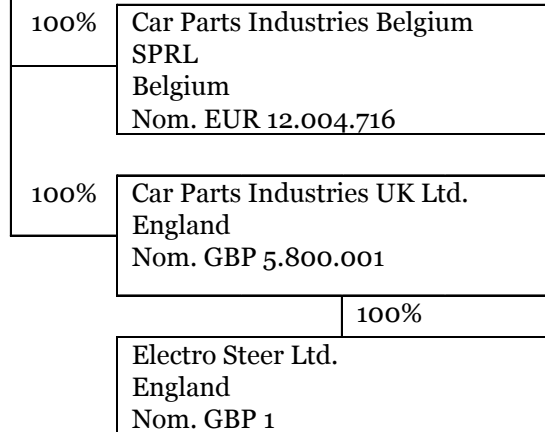 100%
Car Parts Industries Belgium
SPRL
Belgium
Nom. EUR 12.004.716
100%
Car Parts Industries UK Ltd.
England
Nom. GBP 5.800.001
100%
Electro Steer Ltd.
England
Nom. GBP 1